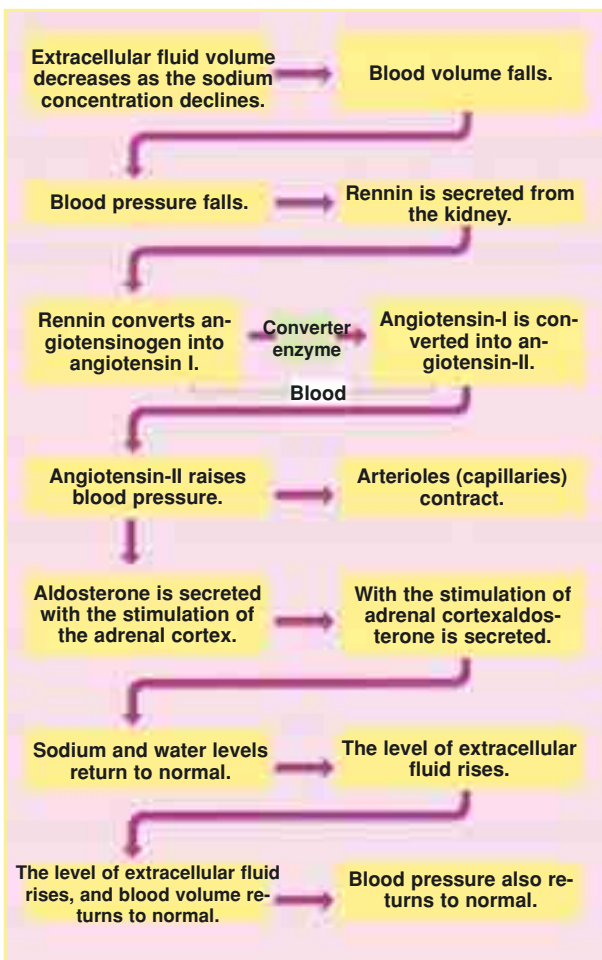 Extracellular fluid volume
decreases as the sodium
concentration declines.
Blood volume falls.
Blood pressure falls.
Rennin is secreted from
the kidney.
Rennin converts an-
giotensinogen into
angiotensin I.
Converter
enzyme
Angiotensin-I is con-
verted into an-
giotensin-II.
Blood
Angiotensin-II raises
blood pressure.
Arterioles (capillaries)
contract.
Aldosterone is secreted
with the stimulation of
the adrenal cortex.
With the stimulation of
adrenal cortexaldos-
terone is secreted.
Sodium and water levels
return to normal.
The level of extracellular
fluid rises.
The level of extracellular fluid
rises, and blood volume re-
turns to normal.
Blood pressure also re-
turns to normal.